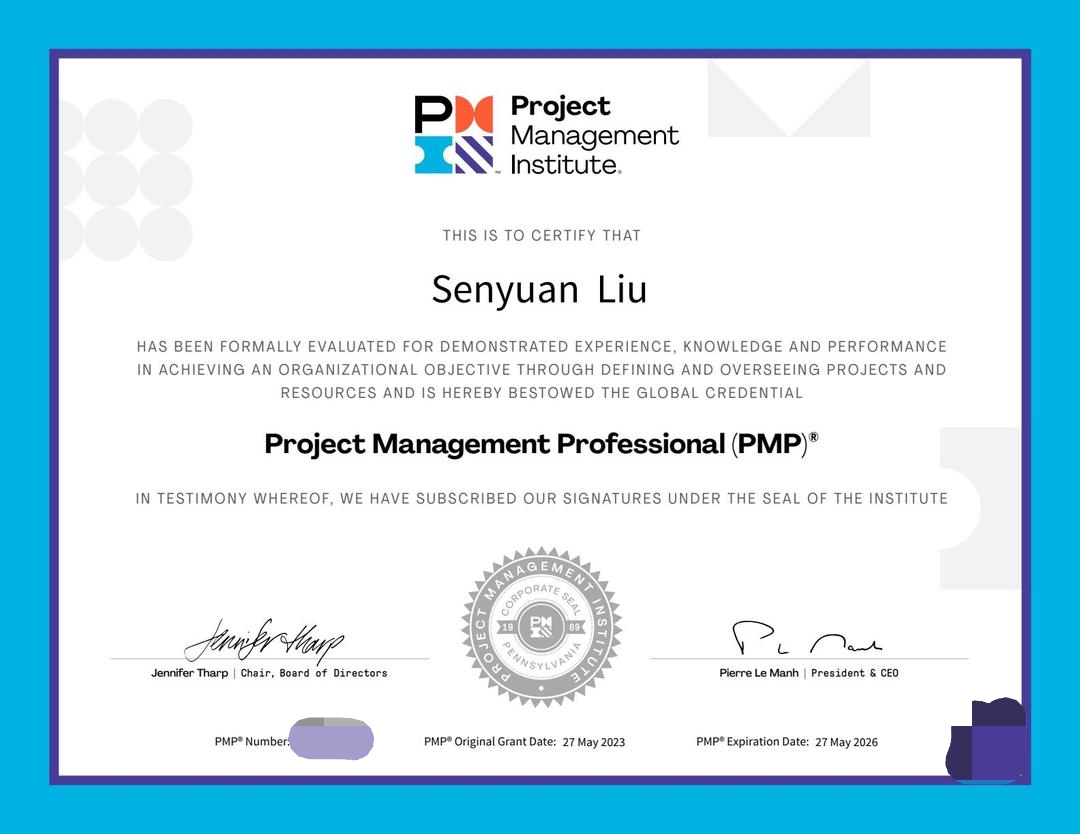 PM™
Project
Management
Institute®
THIS IS TO CERTIFY THAT
Senyuan Liu
HAS BEEN FORMALLY EVALUATED FOR DEMONSTRATED EXPERIENCE, KNOWLEDGE AND PERFORMANCE
IN ACHIEVING AN ORGANIZATIONAL OBJECTIVE THROUGH DEFINING AND OVERSEEING PROJECTS AND
RESOURCES AND IS HEREBY BESTOWED THE GLOBAL CREDENTIAL
Project Management Professional (PMP)®
IN TESTIMONY WHEREOF, WE HAVE SUBSCRIBED OUR SIGNATURES UNDER THE SEAL OF THE INSTITUTE
PROJECT MANAGEMENT INSTITUTE
CORPORATE SEAL
19 69
PENNSYLVANIA
Jennifer Tharp
Jennifer Tharp | Chair, Board of Directors
Pierre Le Manh | President & CEO
PMP® Number: PMP® Original Grant Date: 27 May 2023 PMP® Expiration Date: 27 May 2026